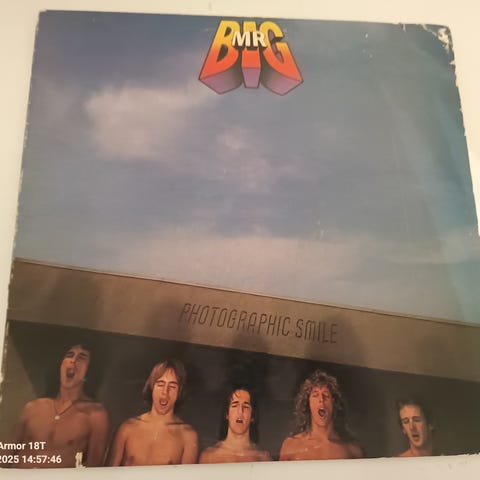 MR
BIG
PHOTOGRAPHIC SMILE
Armor 18T
2025 14:57:46